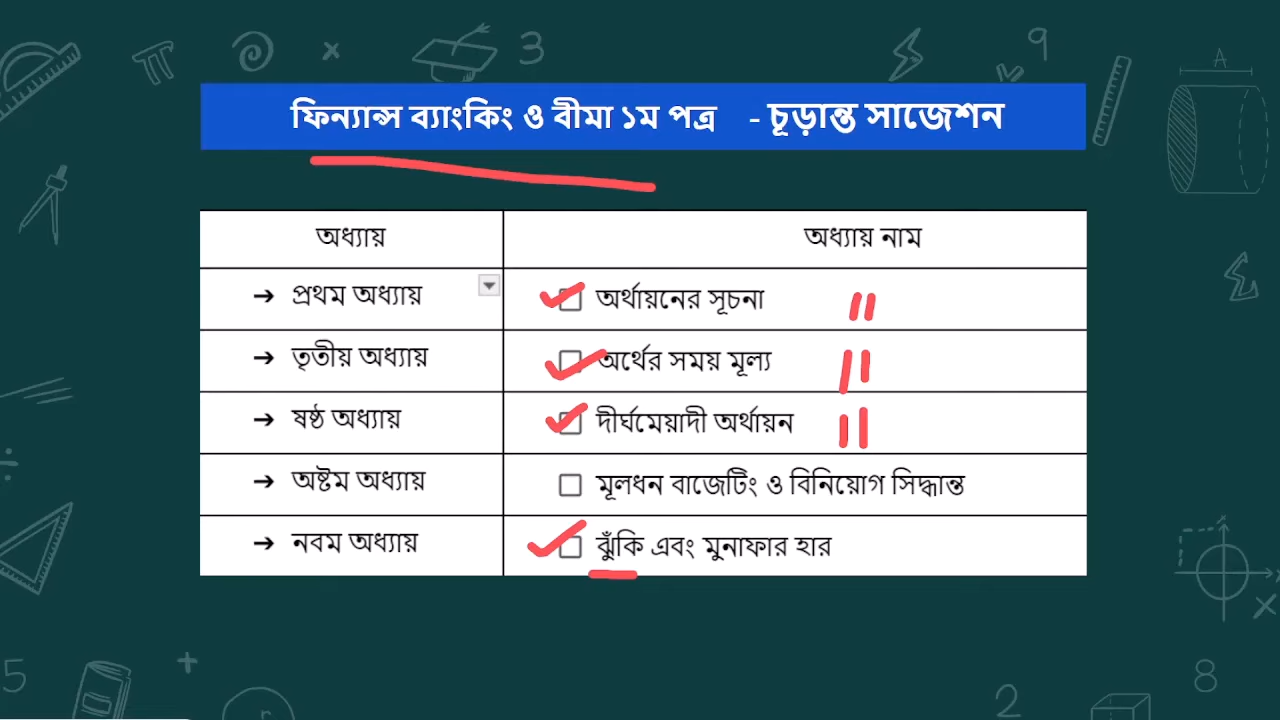 ফিন্যান্স ব্যাংকিং ও বীমা ১ম পত্র - চূড়ান্ত সাজেশন
অধ্যায় অধ্যায় নাম
➔ প্রথম অধ্যায় অর্থায়নের সূচনা
➔ তৃতীয় অধ্যায় অর্থের সময় মূল্য
➔ ষষ্ঠ অধ্যায় দীর্ঘমেয়াদী অর্থায়ন
➔ অষ্টম অধ্যায় মূলধন বাজেটিং ও বিনিয়োগ সিদ্ধান্ত
➔ নবম অধ্যায় ঝুঁকি এবং মুনাফার হার